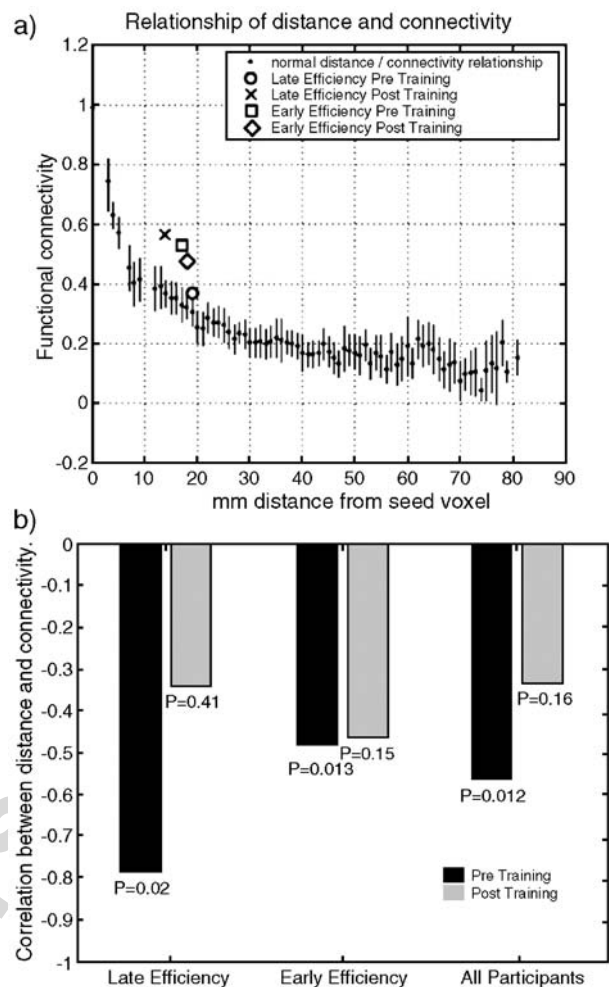 Relationship of distance and connectivity
a)
1.2
1
0.8
0.6
0.4
0.2
0
-0.2
Functional connectivity
normal distance / connectivity relationship
Late Efficiency Pre Training
Late Efficiency Post Training
Early Efficiency Pre Training
Early Efficiency Post Training
0 10 20 30 40 50 60 70 80 90
mm distance from seed voxel
b)
0
-0.1
-0.2
-0.3
-0.4
-0.5
-0.6
-0.7
-0.8
-0.9
-1
Correlation between distance and connectivity.
P=0.02
P=0.41
P=0.013
P=0.15
P=0.012
P=0.16
Pre Training
Post Training
Late Efficiency Early Efficiency All Participants